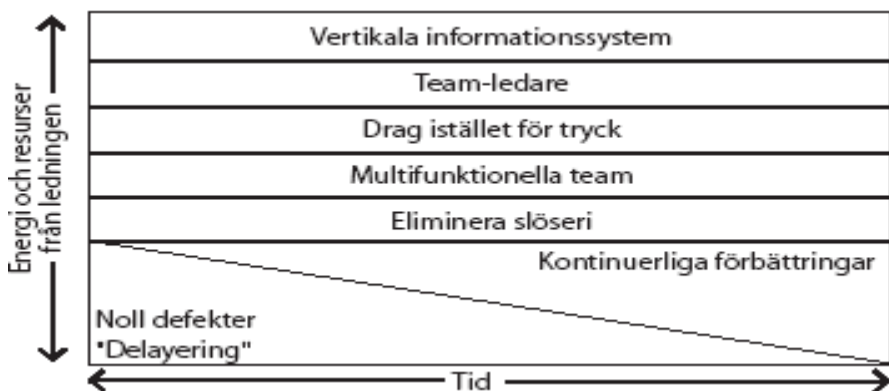 Energi och resurser
från ledningen
Vertikala informationssystem
Team-ledare
Drag istället för tryck
Multifunktionella team
Eliminera slöseri
Kontinuerliga förbättringar
Noll defekter
"Delayering"
Tid